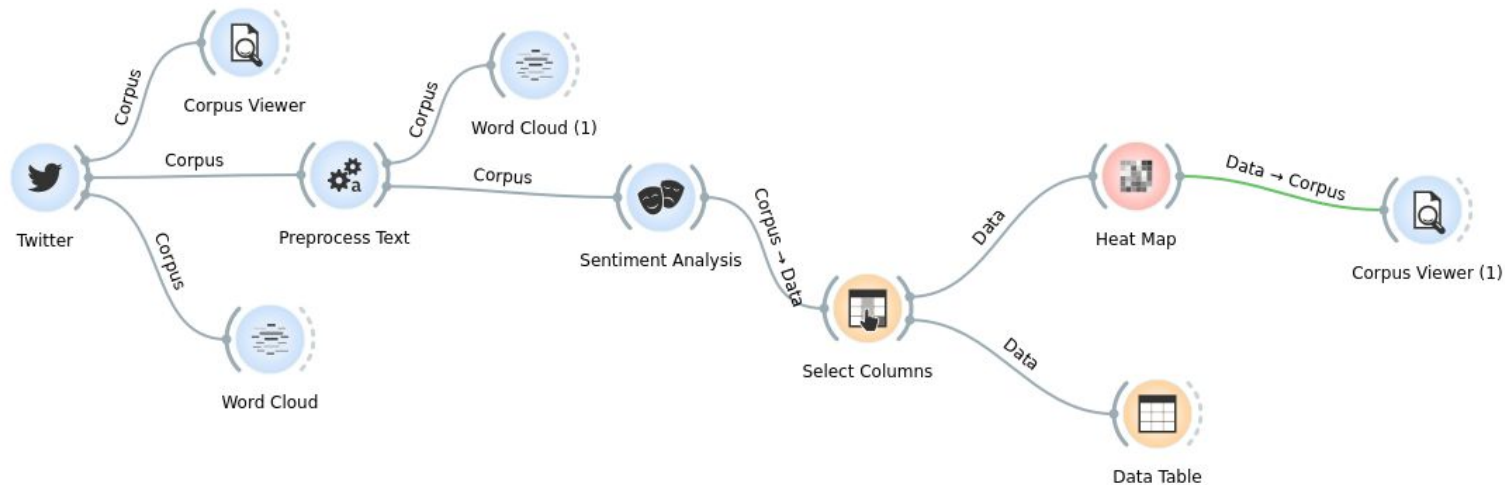 Corpus
Corpus Viewer
Corpus
Word Cloud (1)
Twitter
Corpus
Preprocess Text
Corpus
Sentiment Analysis
Corpus
Word Cloud
Corpus → Data
Select Columns
Data
Heat Map
Data → Corpus
Corpus Viewer (1)
Data
Data Table
a